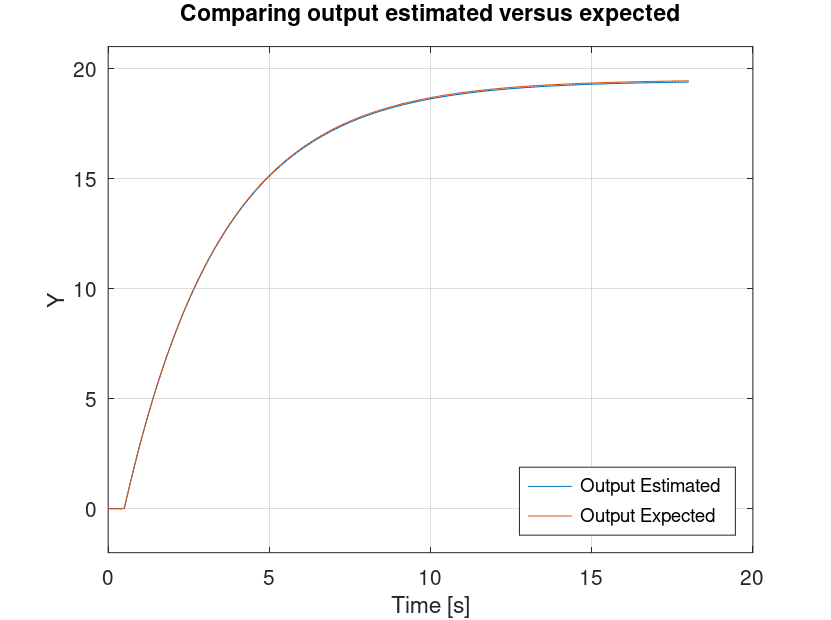 Comparing output estimated versus expected
20
15
10
5
0
Y
0 5 10 15 20
Time [s]
Output Estimated
Output Expected